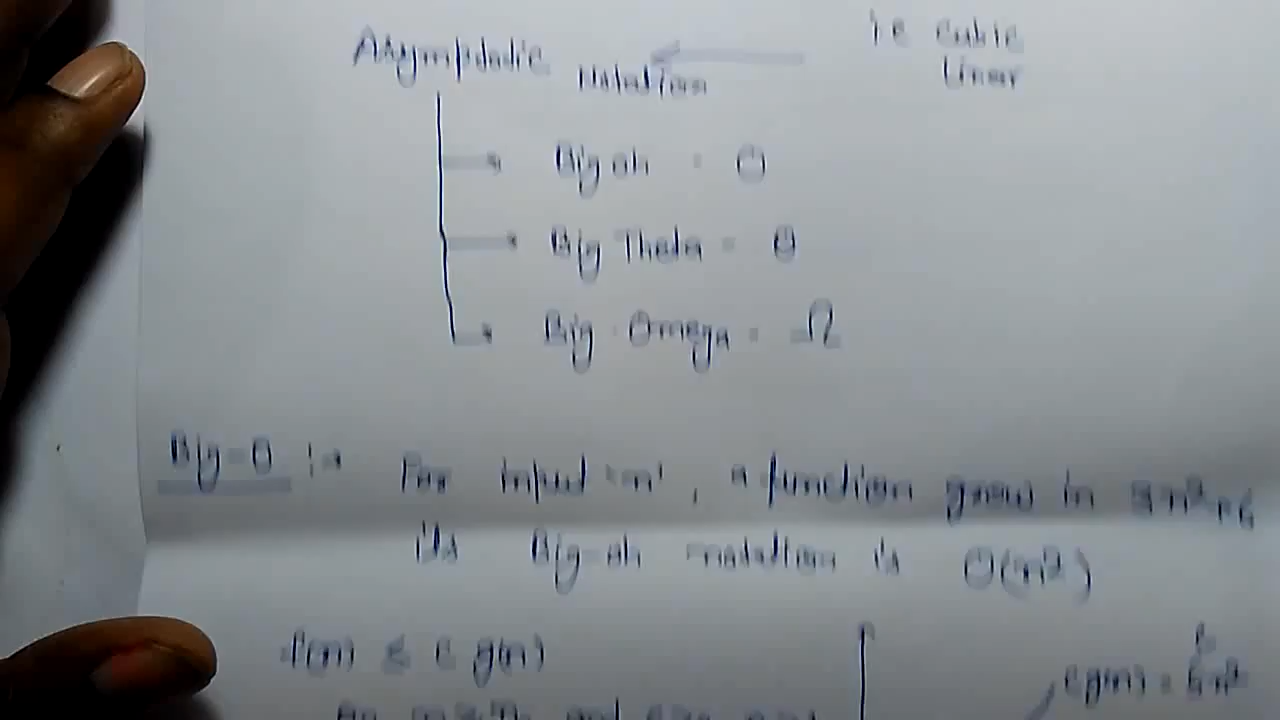 Asymptotic Notation
ie cubic
Linear
Big oh = O
Big Theta = θ
Big-Omega = Ω
Big-O :→ For input 'n', a function grow in
its Big-oh notation is O(n²)
f(n) ≤ c g(n)
c g(n) =